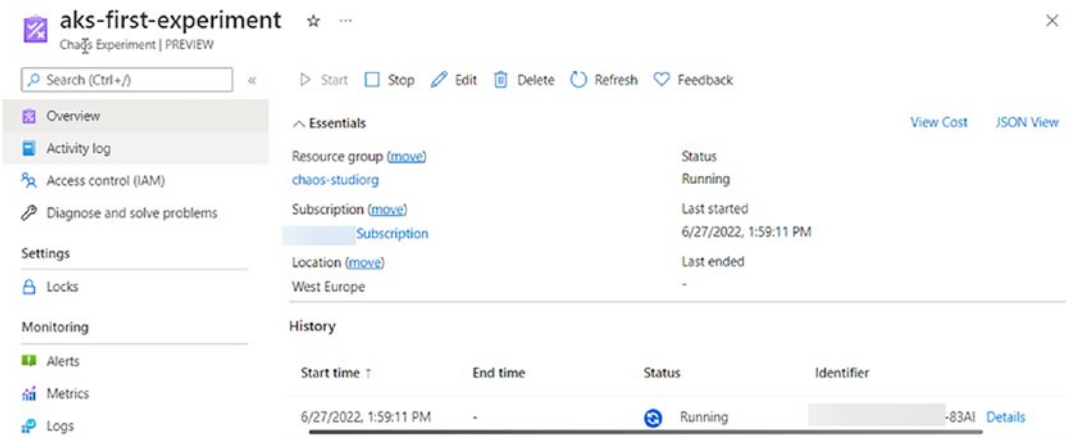 aks-first-experiment
Chaos Experiment | PREVIEW
Search (Ctrl+/)
«
Start
Stop
Edit
Delete
Refresh
Feedback
Overview
Activity log
Access control (IAM)
Diagnose and solve problems
Settings
Locks
Monitoring
Alerts
Metrics
Logs
Essentials
View Cost
JSON View
Resource group (move)
chaos-studiorg
Subscription (move)
Subscription
Location (move)
West Europe
Status
Running
Last started
6/27/2022, 1:59:11 PM
Last ended
-
History
Start time ↑ End time Status Identifier
6/27/2022, 1:59:11 PM - Running -83AI Details